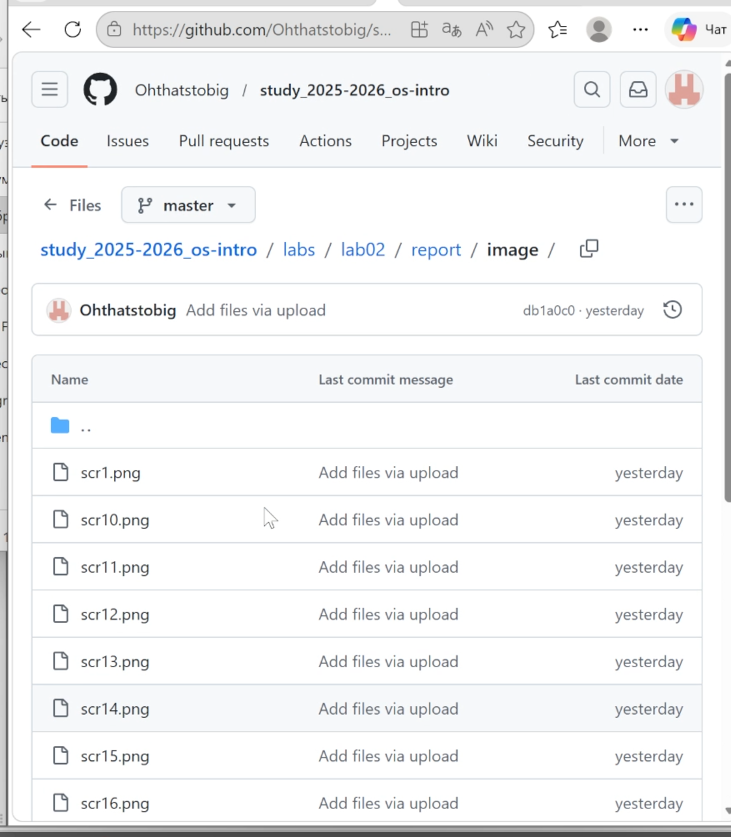 https://github.com/Ohthatstobig/s...
Чат
Ohthatstobig / study_2025-2026_os-intro
Code Issues Pull requests Actions Projects Wiki Security More
Files master
study_2025-2026_os-intro / labs / lab02 / report / image /
Ohthatstobig Add files via upload db1a0c0 · yesterday
Name Last commit message Last commit date
..
scr1.png Add files via upload yesterday
scr10.png Add files via upload yesterday
scr11.png Add files via upload yesterday
scr12.png Add files via upload yesterday
scr13.png Add files via upload yesterday
scr14.png Add files via upload yesterday
scr15.png Add files via upload yesterday
scr16.png Add files via upload yesterday